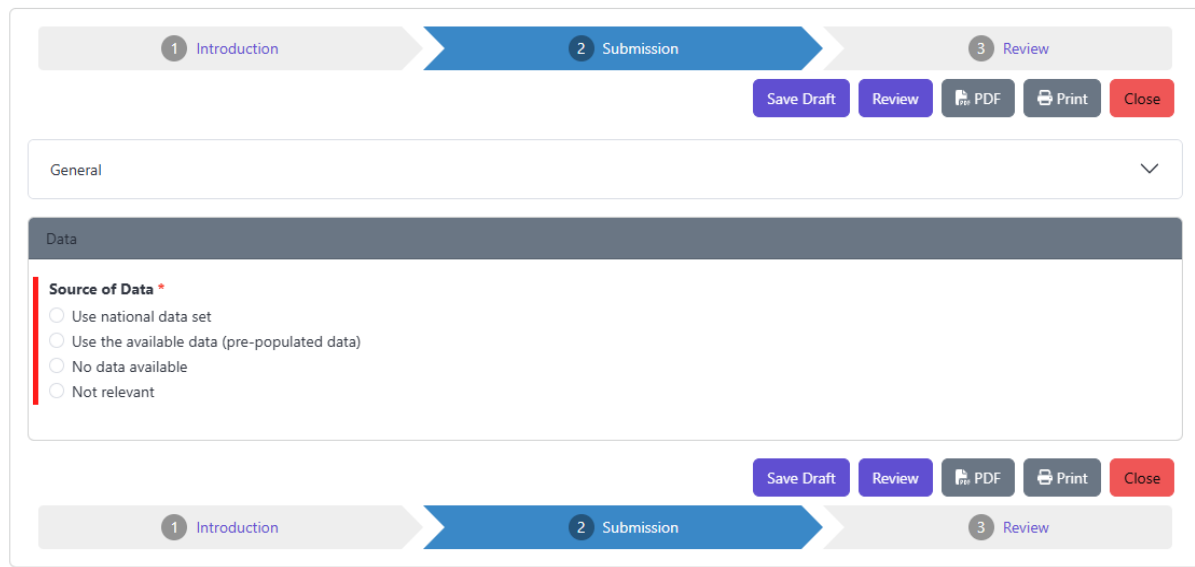 1 Introduction 2 Submission 3 Review
Save Draft Review PDF Print Close
General
Data
Source of Data *
Use national data set
Use the available data (pre-populated data)
No data available
Not relevant
Save Draft Review PDF Print Close
1 Introduction 2 Submission 3 Review